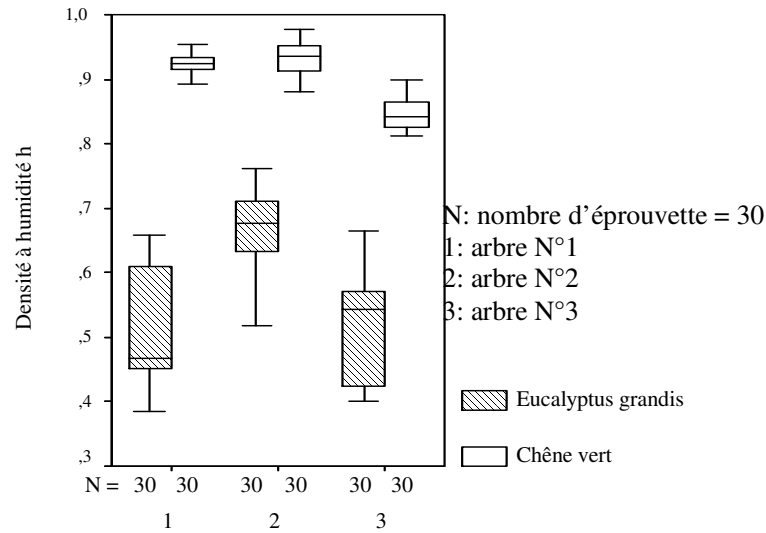 Densité à humidité h
1,0
,9
,8
,7
,6
,5
,4
,3
N = 30 30 30 30 30 30
1 2 3
N: nombre d'éprouvette = 30
1: arbre N°1
2: arbre N°2
3: arbre N°3
Eucalyptus grandis
Chêne vert